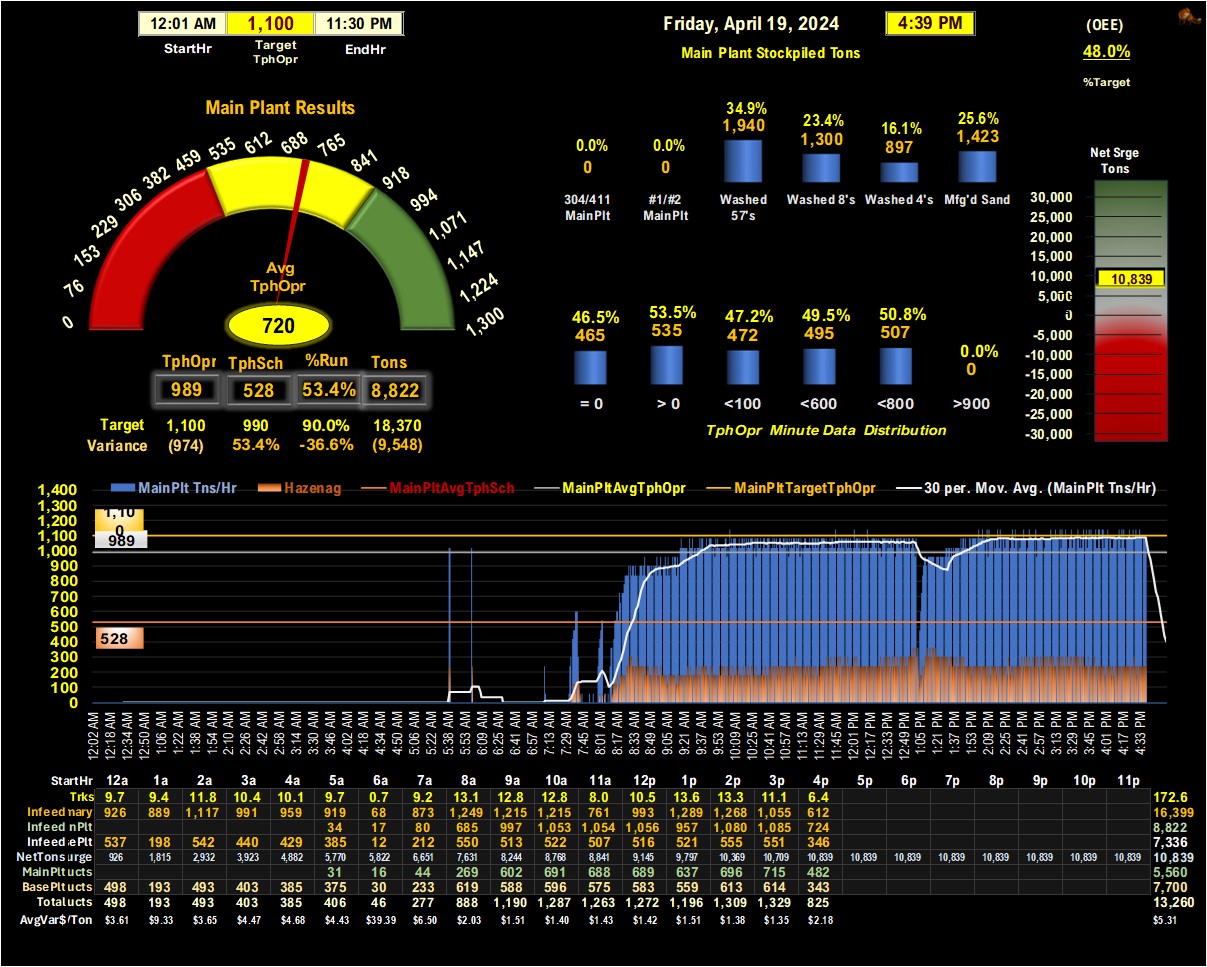 12:01 AM 1,100 11:30 PM
StartHr Target TphOpr EndHr
Friday, April 19, 2024 4:39 PM
Main Plant Stockpiled Tons
(OEE)
48.0%
%Target
Main Plant Results
0 76 153 229 306 382 459 535 612 688 765 841 918 994 1,071 1,147 1,224 1,300
Avg
TphOpr
720
TphOpr TphSch %Run Tons
989 528 53.4% 8,822
Target 1,100 990 90.0% 18,370
Variance (974) 53.4% -36.6% (9,548)
0.0% 0.0% 34.9% 23.4% 16.1% 25.6%
0 0 1,940 1,300 897 1,423
304/411 MainPlt #1/#2 MainPlt Washed 57's Washed 8's Washed 4's Mfg'd Sand
46.5% 53.5% 47.2% 49.5% 50.8% 0.0%
465 535 472 495 507 0
= 0 > 0 <100 <600 <800 >900
TphOpr Minute Data Distribution
Net Srge
Tons
30,000
25,000
20,000
15,000
10,000
10,839
5,000
0
-5,000
-10,000
-15,000
-20,000
-25,000
-30,000
MainPlt Tns/Hr Hazenag MainPltAvgTphSch MainPltAvgTphOpr MainPltTargetTphOpr 30 per. Mov. Avg. (MainPlt Tns/Hr)
1,400
1,300
1,200
1,100
1,000
900
800
700
600
500
400
300
200
100
0
1,10
0
989
528
12:02 AM 12:18 AM 12:34 AM 12:50 AM 1:06 AM 1:22 AM 1:38 AM 1:54 AM 2:10 AM 2:26 AM 2:42 AM 2:58 AM 3:14 AM 3:30 AM 3:46 AM 4:02 AM 4:18 AM 4:34 AM 4:50 AM 5:06 AM 5:22 AM 5:38 AM 5:53 AM 6:09 AM 6:25 AM 6:41 AM 6:57 AM 7:13 AM 7:29 AM 7:45 AM 8:01 AM 8:17 AM 8:33 AM 8:49 AM 9:05 AM 9:21 AM 9:37 AM 9:53 AM 10:09 AM 10:25 AM 10:41 AM 10:57 AM 11:13 AM 11:29 AM 11:45 AM 12:01 PM 12:17 PM 12:33 PM 12:49 PM 1:05 PM 1:21 PM 1:37 PM 1:53 PM 2:09 PM 2:25 PM 2:41 PM 2:57 PM 3:13 PM 3:29 PM 3:45 PM 4:01 PM 4:17 PM 4:33 PM
StartHr 12a 1a 2a 3a 4a 5a 6a 7a 8a 9a 10a 11a 12p 1p 2p 3p 4p 5p 6p 7p 8p 9p 10p 11p
Trks 9.7 9.4 11.8 10.4 10.1 9.7 0.7 9.2 13.1 12.8 12.8 8.0 10.5 13.6 13.3 11.1 6.4 172.6
Infeed mary 926 889 1,117 991 959 919 68 873 1,249 1,215 1,215 761 993 1,289 1,268 1,055 612 16,399
Infeed nPlt 34 17 80 685 997 1,053 1,054 1,056 957 1,080 1,085 724 8,822
Infeed ePlt 537 198 542 440 429 385 12 212 550 513 522 507 516 521 555 551 346 7,336
NetTons urge 926 1,815 2,932 3,923 4,882 5,770 5,822 6,651 7,631 8,244 8,768 8,841 9,145 9,797 10,369 10,709 10,839 10,839 10,839 10,839 10,839 10,839 10,839 10,839 10,839
MainPlt ucts 31 16 44 269 602 691 688 689 637 696 715 482 5,560
BasePlt ucts 498 193 493 403 385 375 30 233 619 588 596 575 583 559 613 614 343 7,700
Total ucts 498 193 493 403 385 406 46 277 888 1,190 1,287 1,263 1,272 1,196 1,309 1,329 825 13,260
AvgVar$/Ton $3.61 $9.33 $3.65 $4.47 $4.68 $4.43 $39.39 $6.50 $2.03 $1.51 $1.40 $1.43 $1.42 $1.51 $1.38 $1.35 $2.18 $5.31